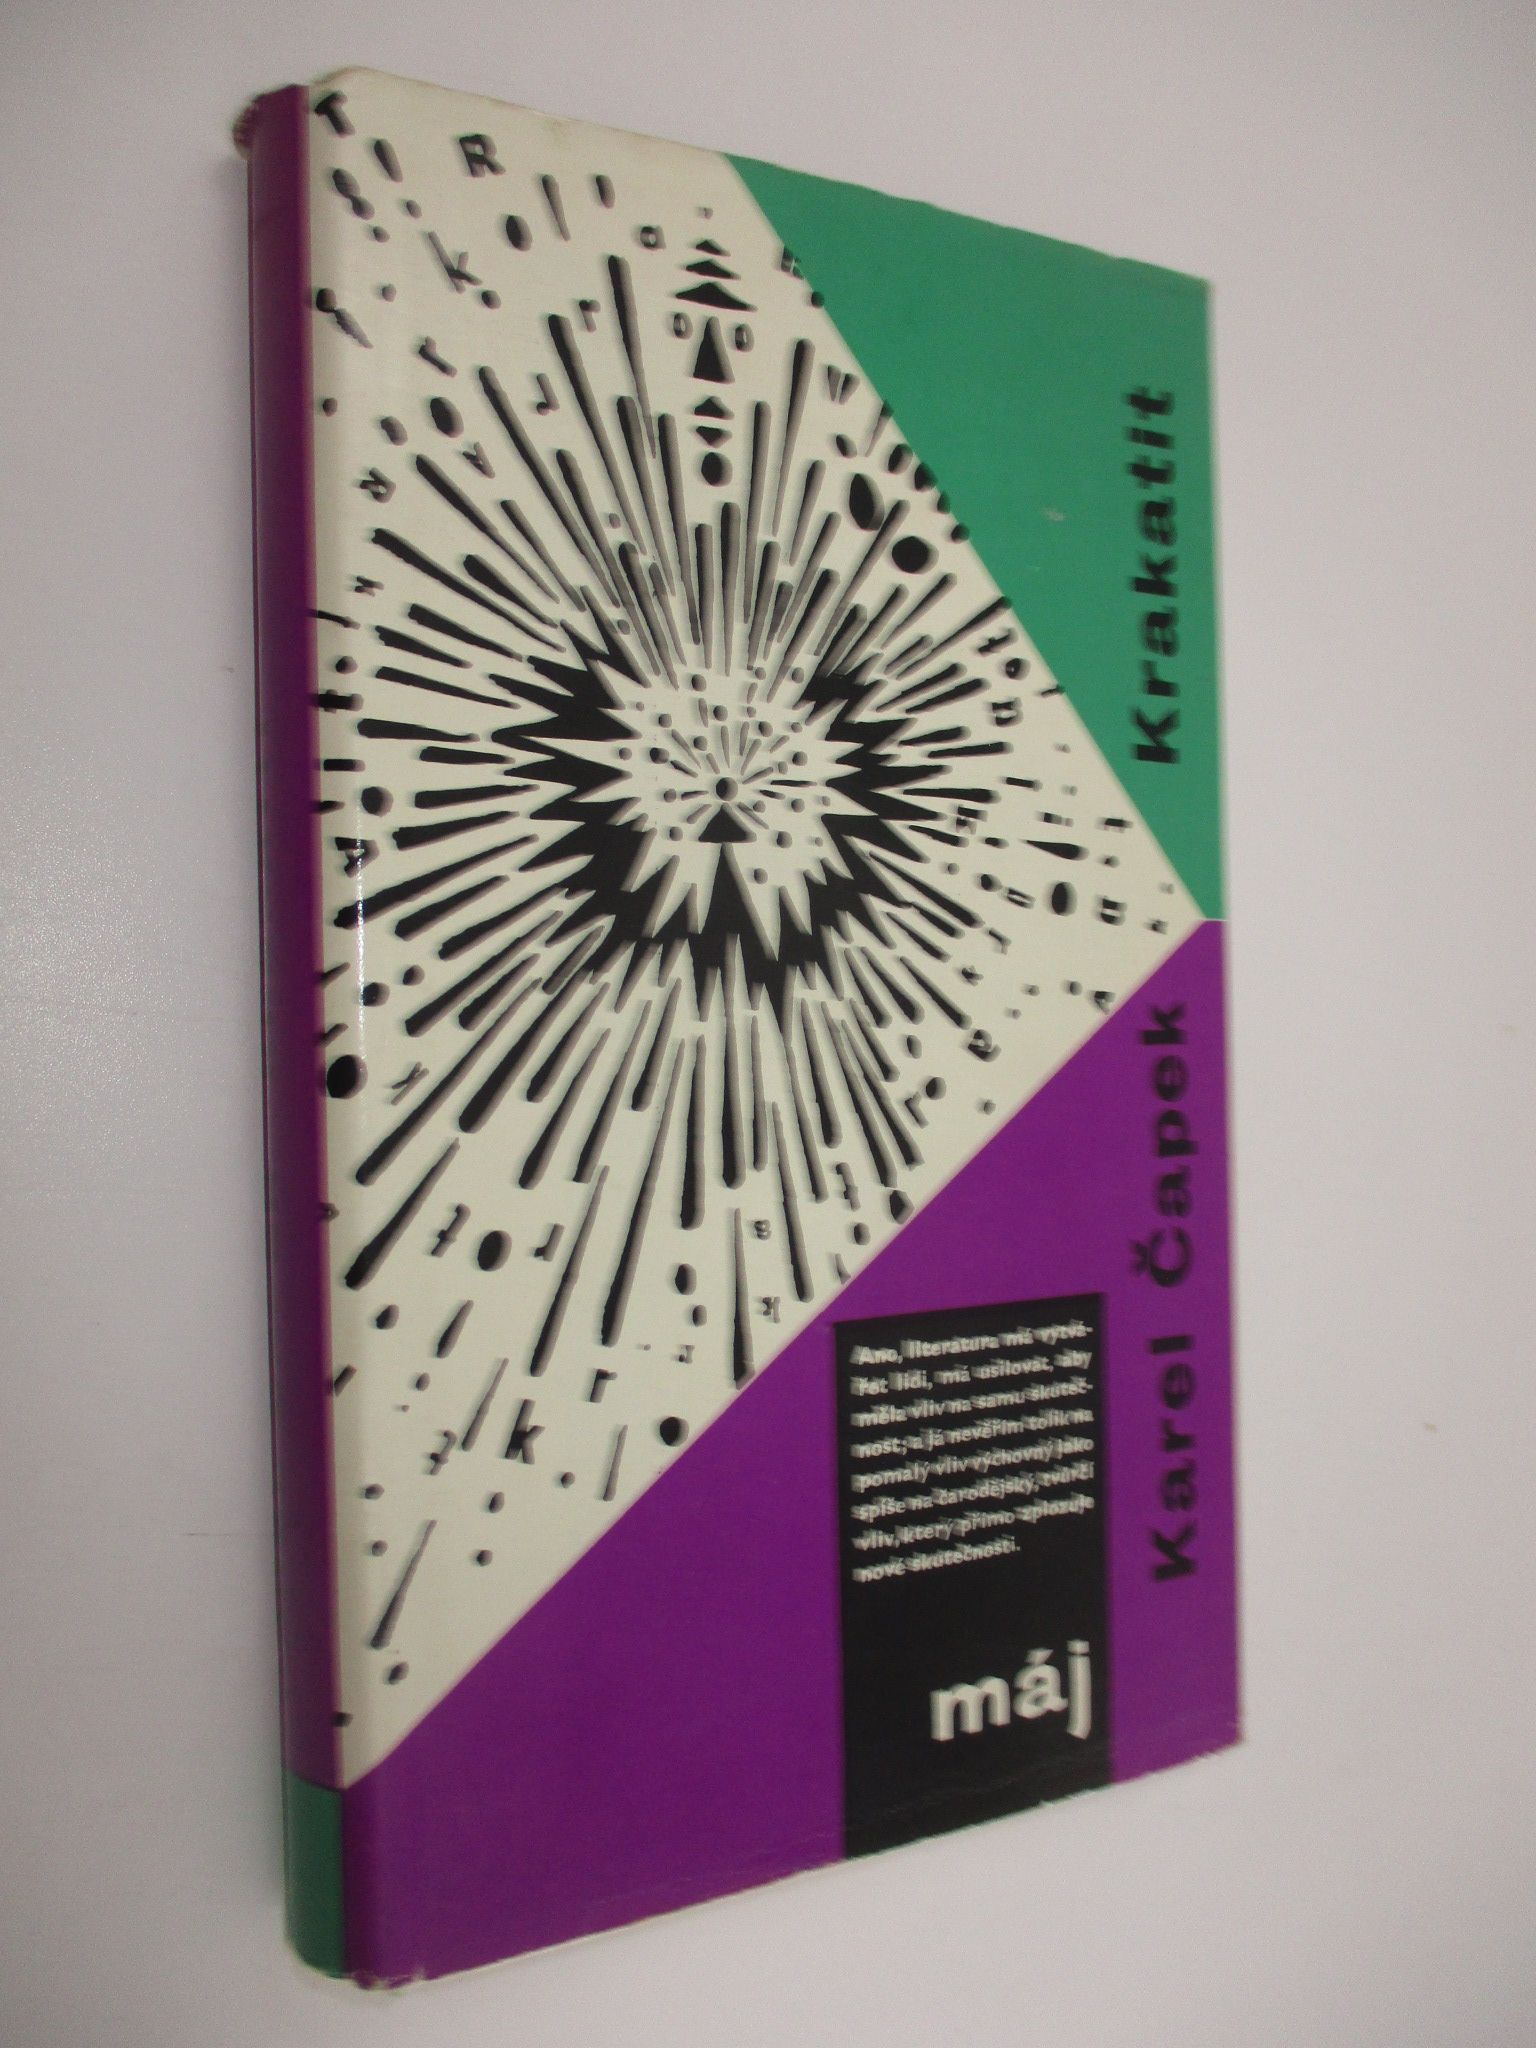 Krakatit
Karel Čapek
Ano, literatura má vytvá-
řet lidi, má usilovat, aby
měla vliv na samu skuteč-
nost; a já nevěřím tolik na
pomalý vliv výchovný jako
spíše na čarodějský, tvůrčí
vliv, který přímo zplozuje
nové skutečnosti.
máj